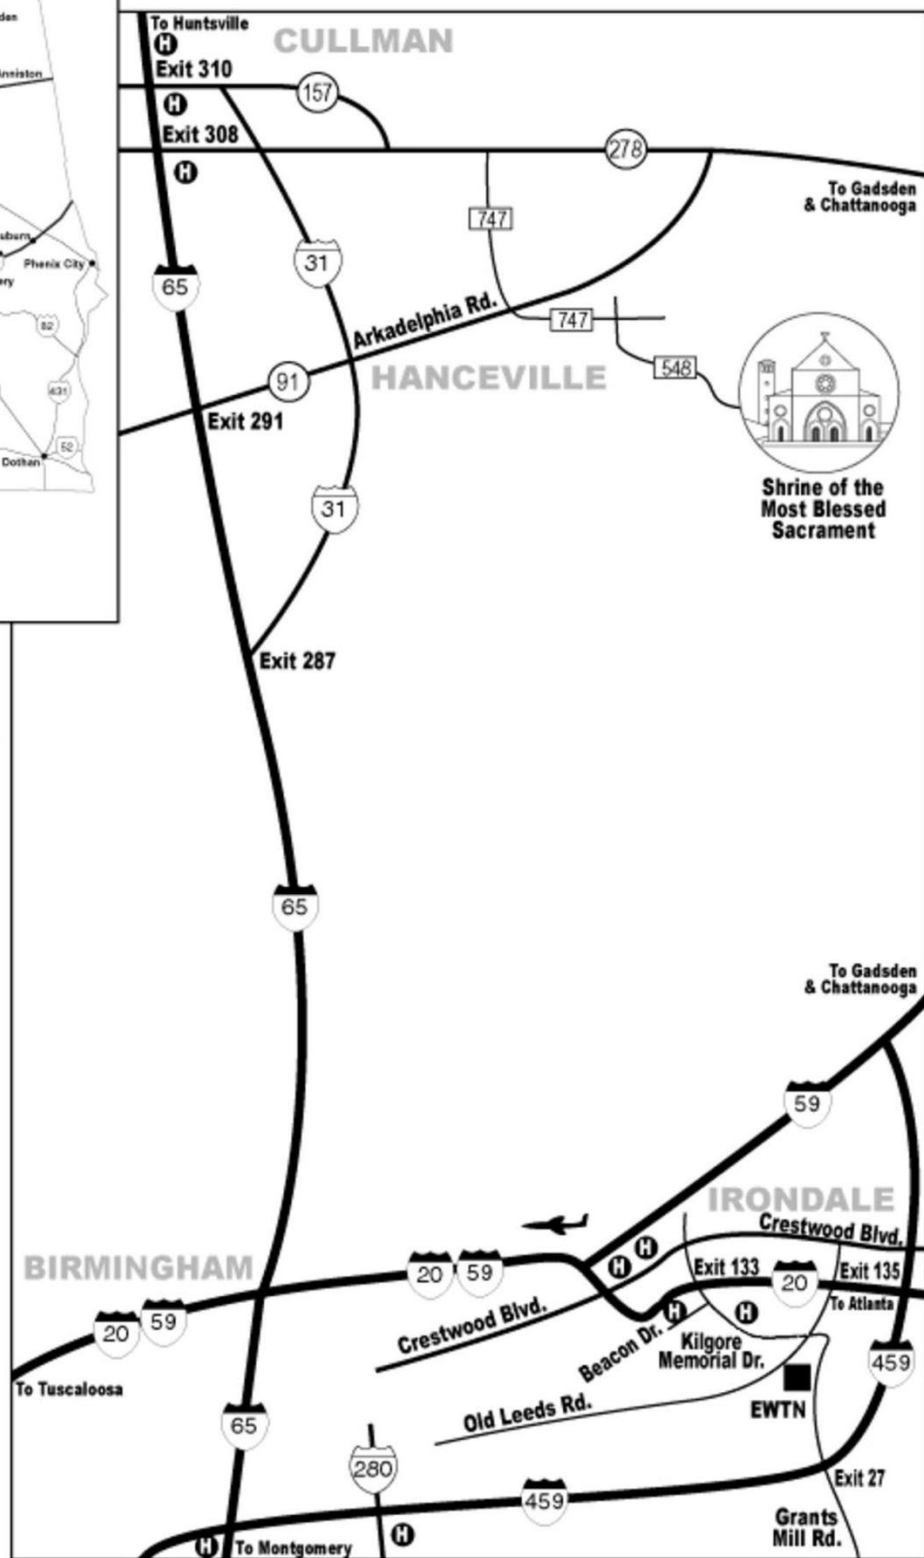 To Huntsville
H
CULLMAN
Exit 310
157
H
Exit 308
278
H
To Gadsden
& Chattanooga
747
31
65
Arkadelphia Rd.
747
548
91
HANCEVILLE
Exit 291
Shrine of the
Most Blessed
Sacrament
31
Exit 287
65
To Gadsden
& Chattanooga
59
IRONDALE
Crestwood Blvd.
BIRMINGHAM
20
59
H
H
Exit 133
20
Exit 135
To Atlanta
20
59
Crestwood Blvd.
H
H
Beacon Dr.
Kilgore
Memorial Dr.
459
To Tuscaloosa
EWTN
Old Leeds Rd.
65
280
459
Exit 27
Grants
Mill Rd.
H
To Montgomery
H
Anniston
Phenix City
82
431
52
Dothan